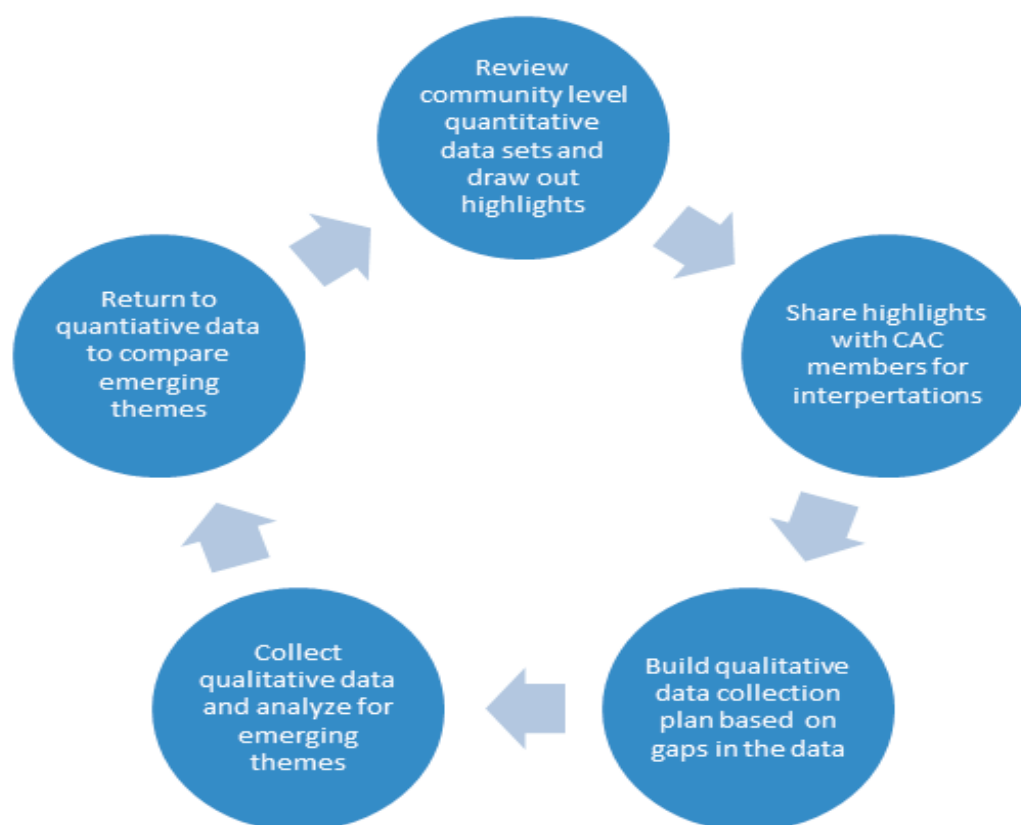 Review
community level
quantitative
data sets and
draw out
highlights
Share highlights
with CAC
members for
interpertations
Build qualitative
data collection
plan based on
gaps in the data
Collect
qualitative data
and analyze for
emerging
themes
Return to
quantiative data
to compare
emerging
themes